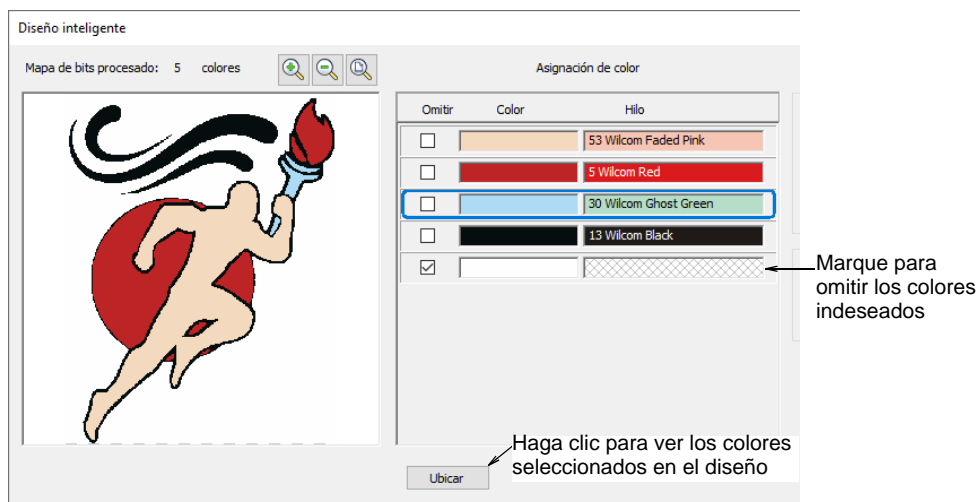 Diseño inteligente
Mapa de bits procesado: 5 colores
Asignación de color
Omitir Color Hilo
53 Wilcom Faded Pink
5 Wilcom Red
30 Wilcom Ghost Green
13 Wilcom Black
Marque para
omitir los colores
indeseados
Haga clic para ver los colores
seleccionados en el diseño
Ubicar